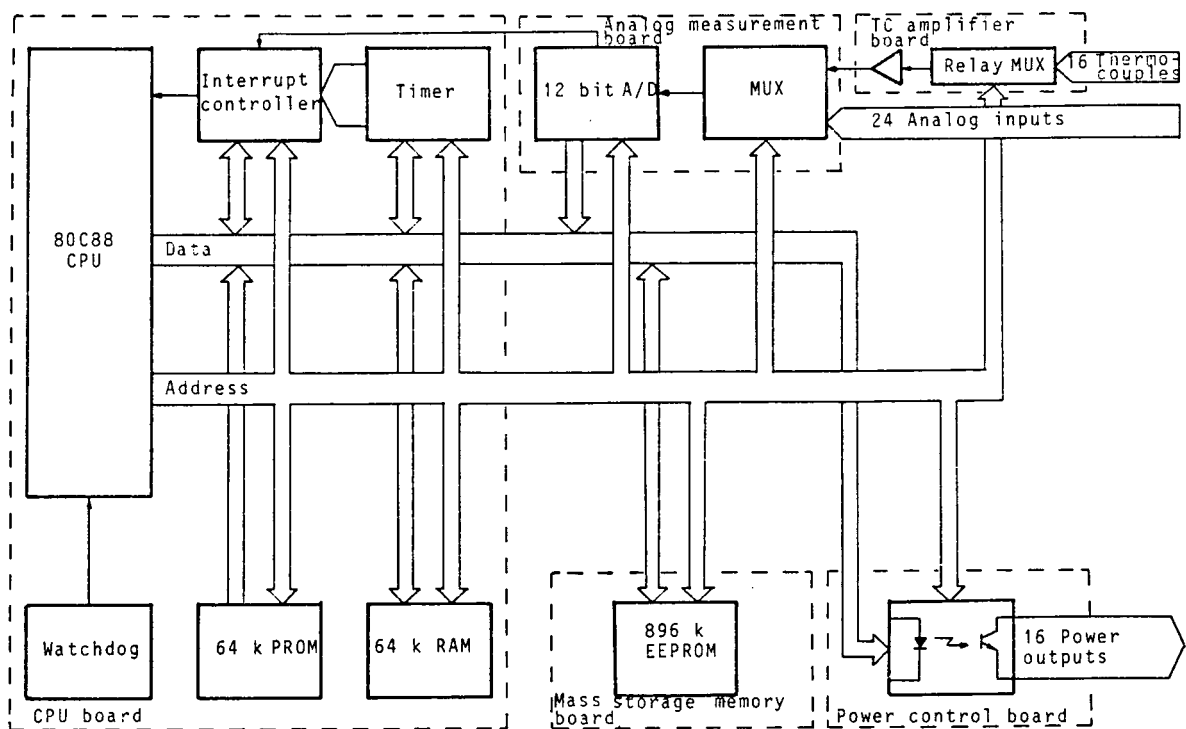 Analog measurement
board
TC amplifier
board
Interrupt
controller
Timer
12 bit A/D
MUX
Relay MUX
16 Thermo-
couples
24 Analog inputs
80C88
CPU
Data
Address
Watchdog
64 k PROM
64 k RAM
896 k
EEPROM
16 Power
outputs
CPU board
Mass storage memory
board
Power control board